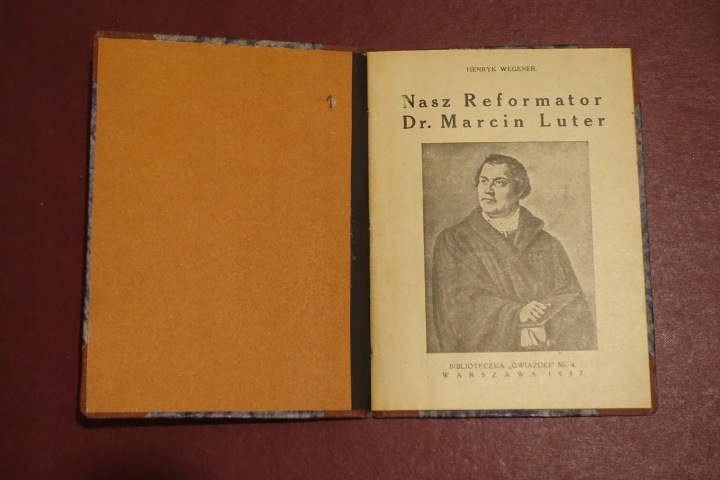 HENRYK WEGENER.
Nasz Reformator
Dr. Marcin Luter
BIBLIOTECZKA „GWIAZDKI" Nr. 4.
WARSZAWA 1937.